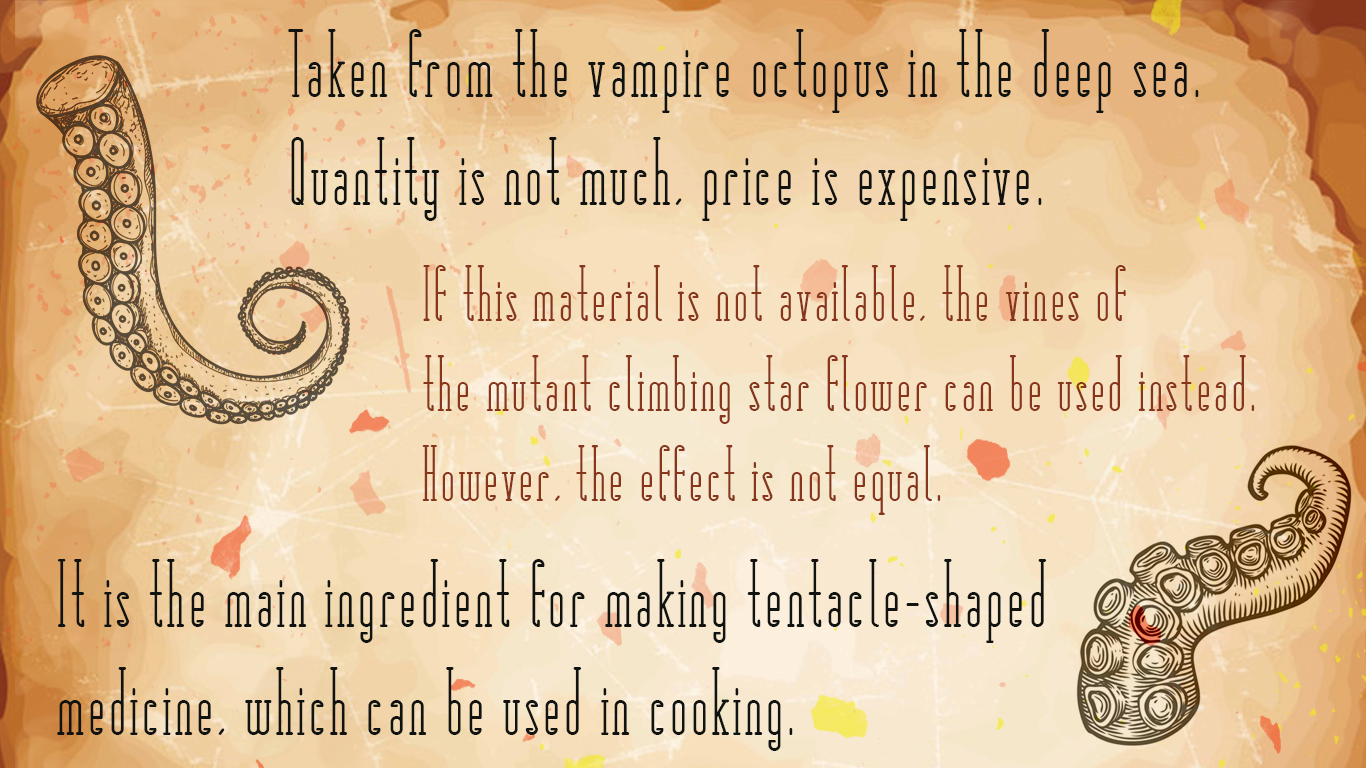 Taken from the vampire octopus in the deep sea.
Quantity is not much, price is expensive.
If this material is not available, the vines of
the mutant climbing star flower can be used instead.
However, the effect is not equal.
It is the main ingredient for making tentacle-shaped
medicine, which can be used in cooking.